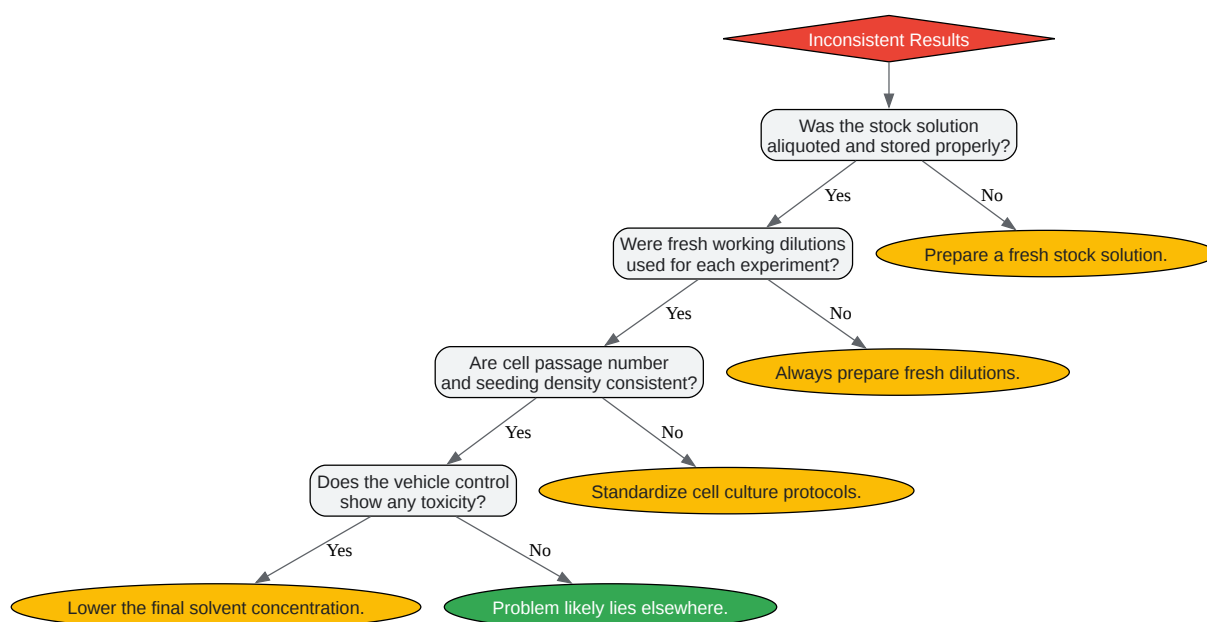 Inconsistent Results
Was the stock solution
aliquoted and stored properly?
Yes
No
Were fresh working dilutions
used for each experiment?
Prepare a fresh stock solution.
Yes
No
Are cell passage number
and seeding density consistent?
Always prepare fresh dilutions.
Yes
No
Does the vehicle control
show any toxicity?
Standardize cell culture protocols.
Yes
No
Lower the final solvent concentration.
Problem likely lies elsewhere.